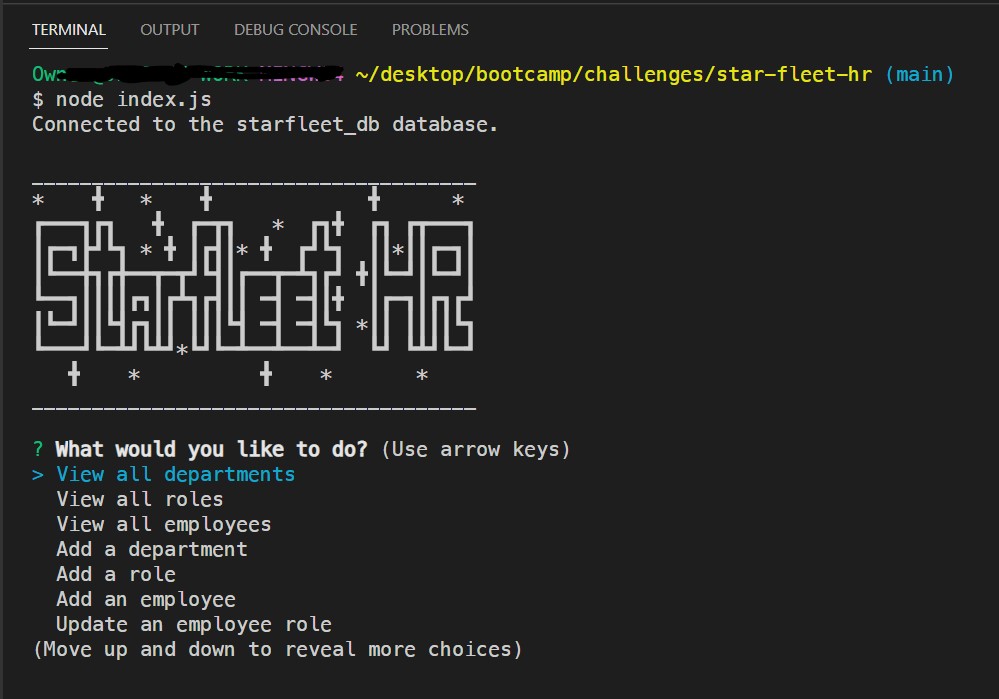 TERMINAL OUTPUT DEBUG CONSOLE PROBLEMS
~/desktop/bootcamp/challenges/star-fleet-hr (main)
$ node index.js
Connected to the starfleet_db database.
STARFLEET HR
? What would you like to do? (Use arrow keys)
> View all departments
View all roles
View all employees
Add a department
Add a role
Add an employee
Update an employee role
(Move up and down to reveal more choices)